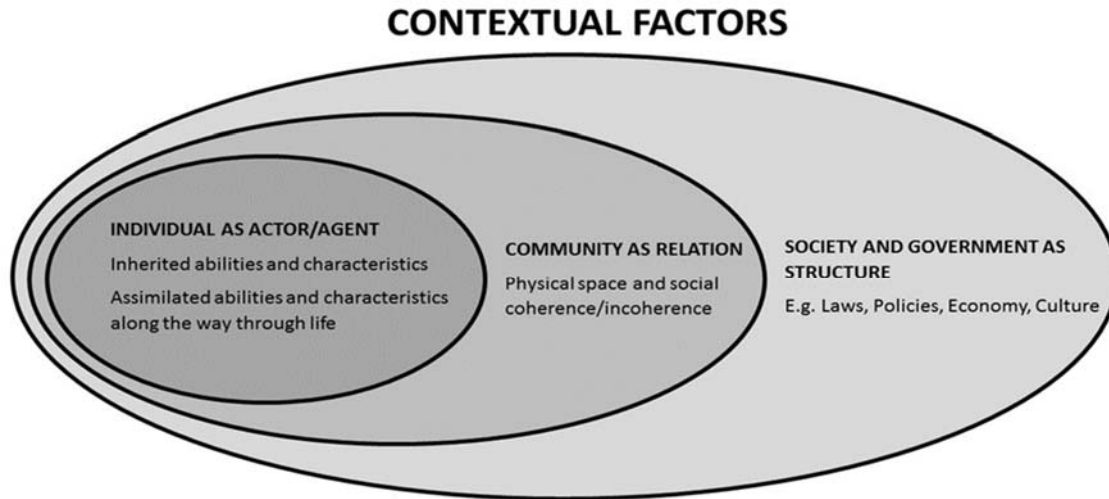 CONTEXTUAL FACTORS
INDIVIDUAL AS ACTOR/AGENT
Inherited abilities and characteristics
Assimilated abilities and characteristics
along the way through life
COMMUNITY AS RELATION
Physical space and social
coherence/incoherence
SOCIETY AND GOVERNMENT AS
STRUCTURE
E.g. Laws, Policies, Economy, Culture